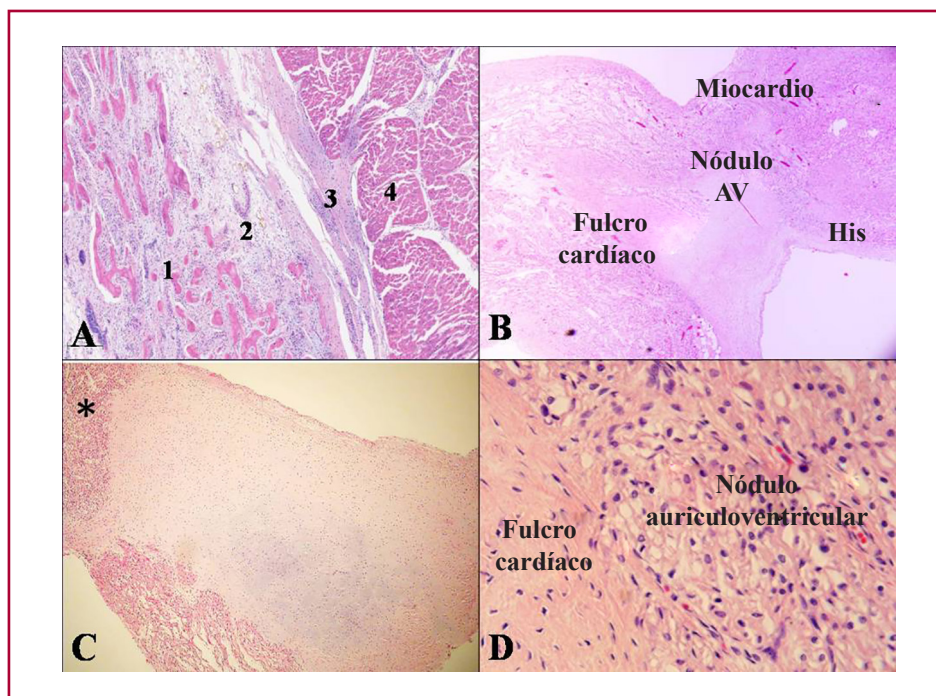 1
2
3
4
A
Miocardio
Nódulo
AV
Fulcro
cardíaco
His
B
*
C
Nódulo
auriculoventricular
Fulcro
cardíaco
D